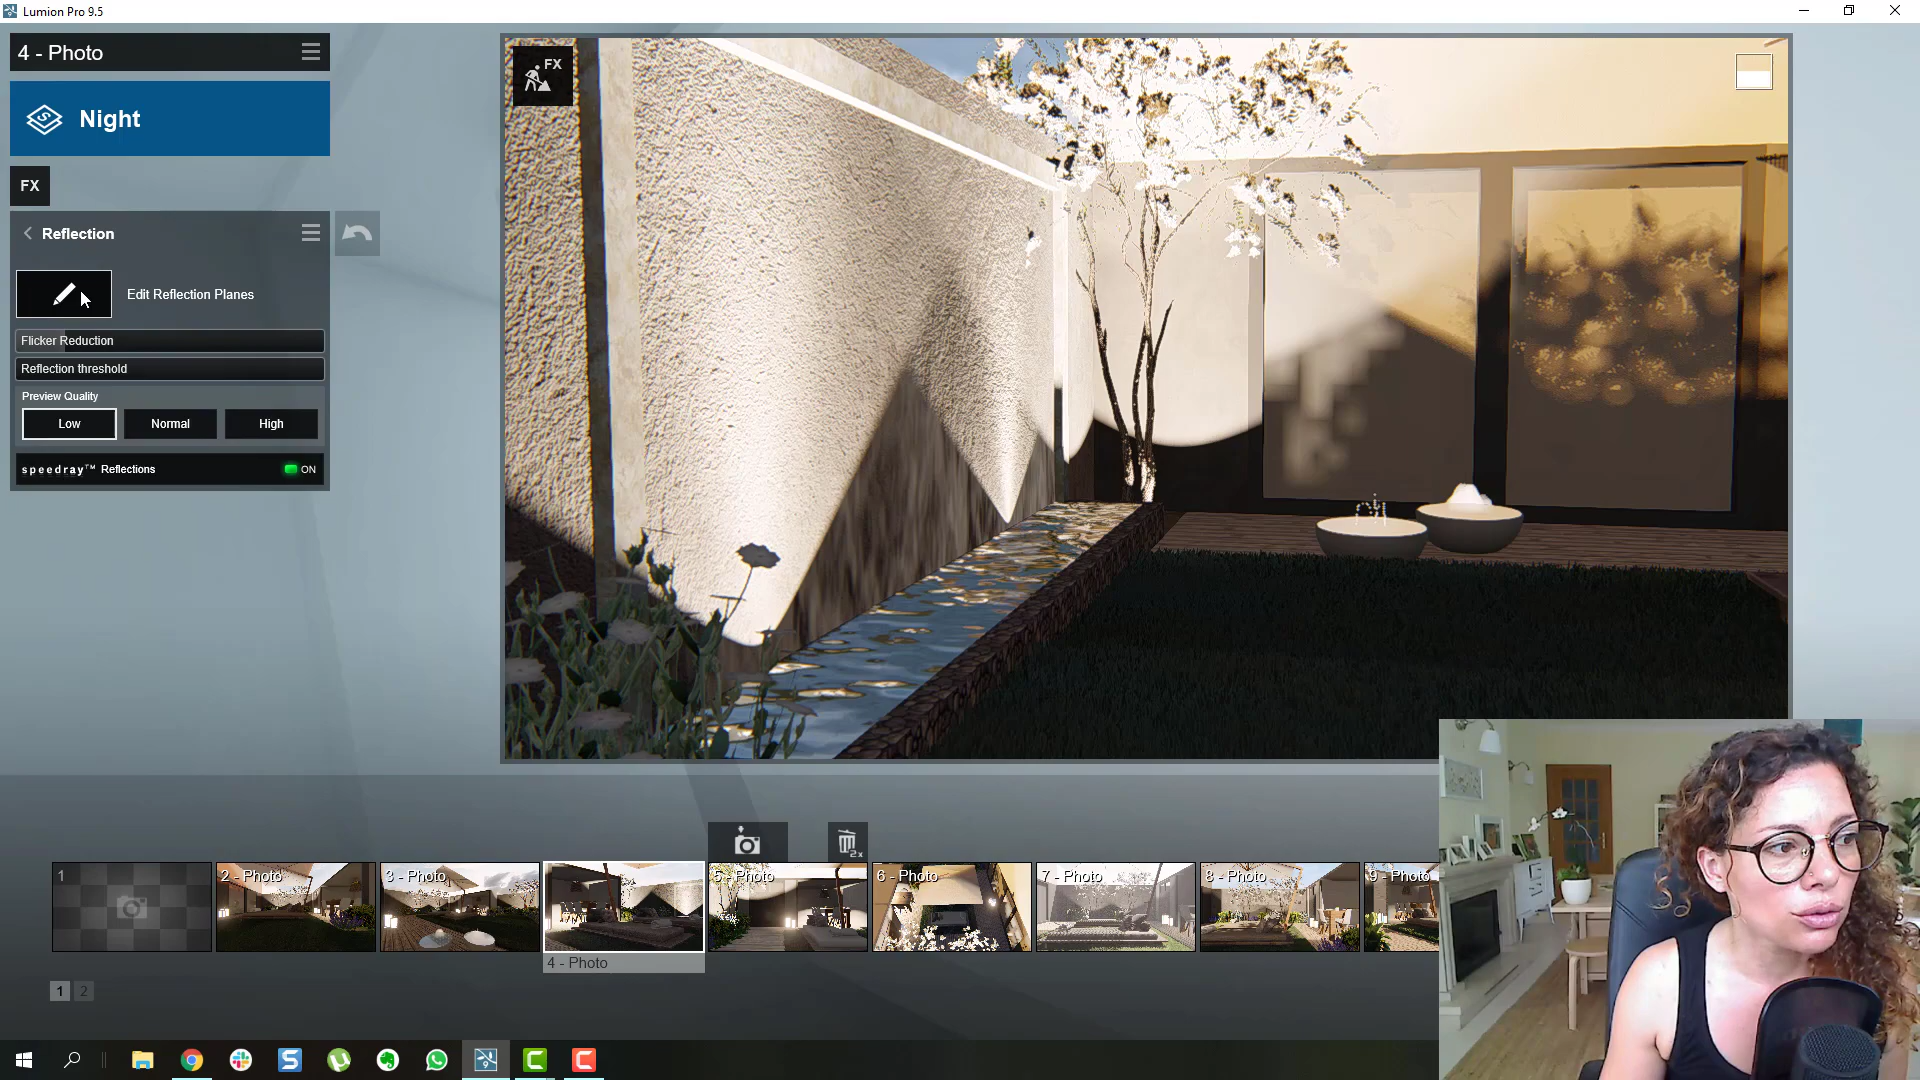 Lumion Pro 9.5
4 - Photo
Night
FX
FX
Reflection
Edit Reflection Planes
Flicker Reduction
Reflection threshold
Preview Quality
Low Normal High
speedray™ Reflections ON
2x
1 2 - Photo 3 - Photo 5 - Photo 6 - Photo 7 - Photo 8 - Photo 9 - Photo
4 - Photo
1 2